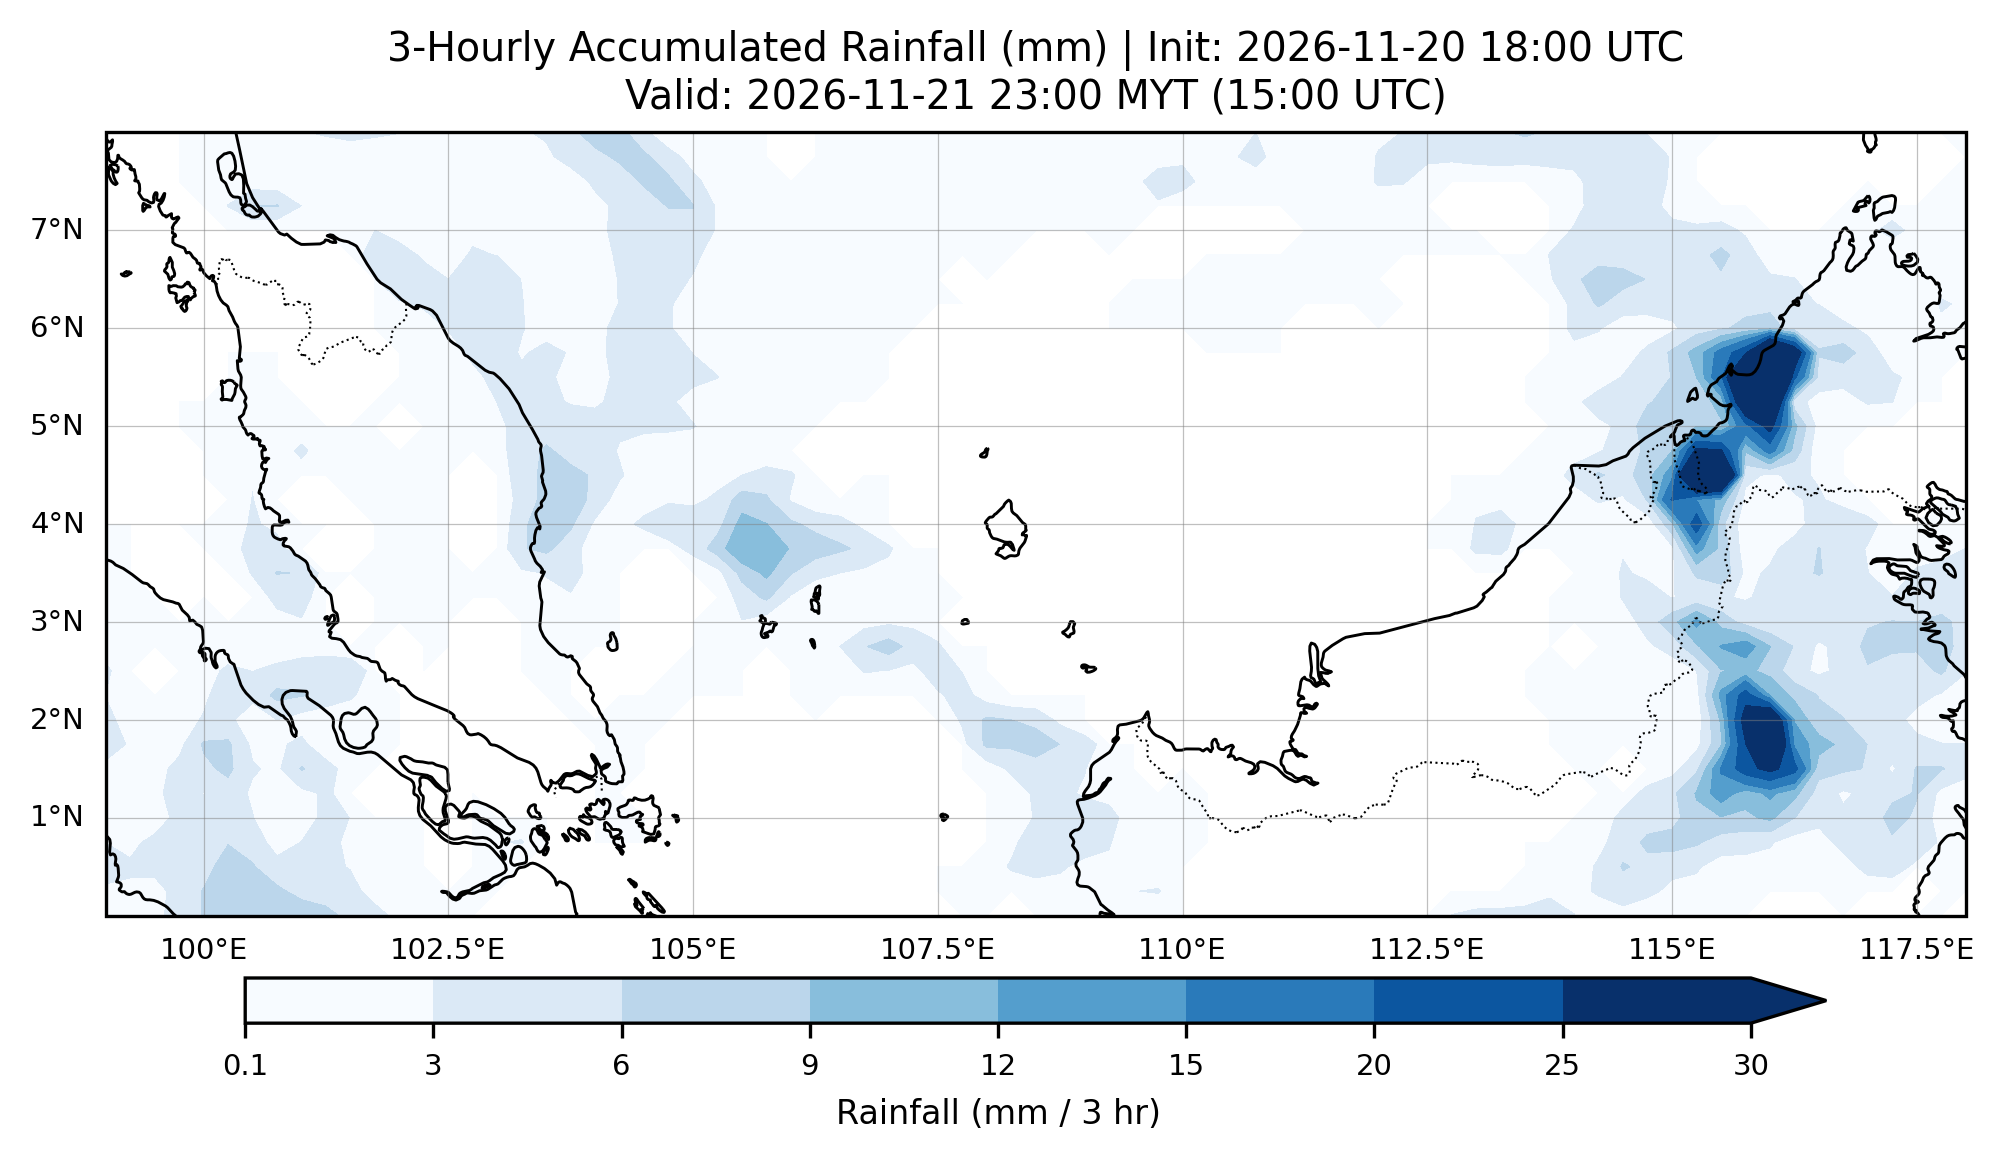 3-Hourly Accumulated Rainfall (mm) | Init: 2026-11-20 18:00 UTC
Valid: 2026-11-21 23:00 MYT (15:00 UTC)
7°N
6°N
5°N
4°N
3°N
2°N
1°N
100°E 102.5°E 105°E 107.5°E 110°E 112.5°E 115°E 117.5°E
0.1 3 6 9 12 15 20 25 30
Rainfall (mm / 3 hr)